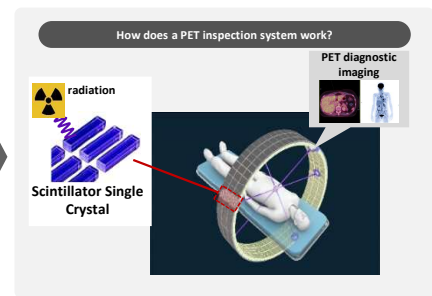 How does a PET inspection system work?
PET diagnostic
imaging
radiation
Scintillator Single
Crystal